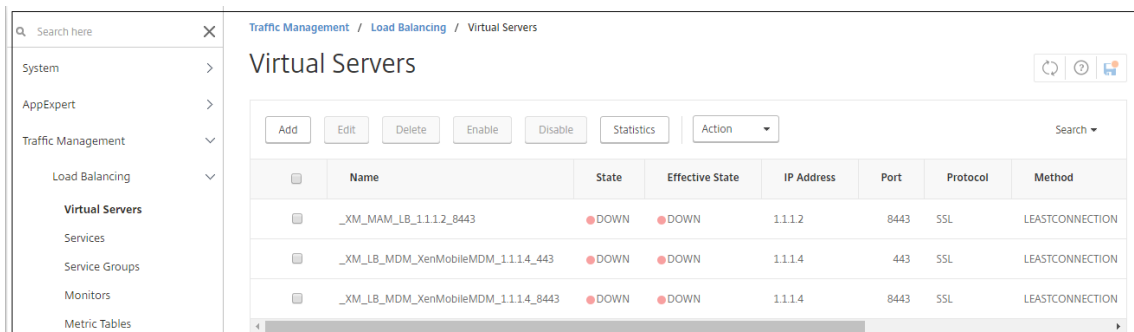 Search here
System
AppExpert
Traffic Management
Load Balancing
Virtual Servers
Services
Service Groups
Monitors
Metric Tables
Traffic Management / Load Balancing / Virtual Servers
Virtual Servers
Add Edit Delete Enable Disable Statistics Action Search
Name State Effective State IP Address Port Protocol Method
_XM_MAM_LB_1.1.1.2_8443 DOWN DOWN 1.1.1.2 8443 SSL LEASTCONNECTION
_XM_LB_MDM_XenMobileMDM_1.1.1.4_443 DOWN DOWN 1.1.1.4 443 SSL LEASTCONNECTION
_XM_LB_MDM_XenMobileMDM_1.1.1.4_8443 DOWN DOWN 1.1.1.4 8443 SSL LEASTCONNECTION